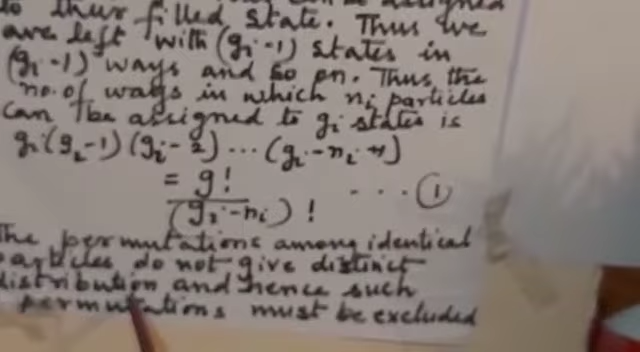 to thus filled state. Thus we
are left with (gi-1) states in
(gi-1) ways and so on. Thus the
no. of ways in which ni particles
can be assigned to gi states is
gi(gi-1)(gi-2)...(gi-ni+1)
= g! / (gi-ni)! ... (1)
The permutations among identical
particles do not give distinct
distribution and hence such
permutations must be excluded